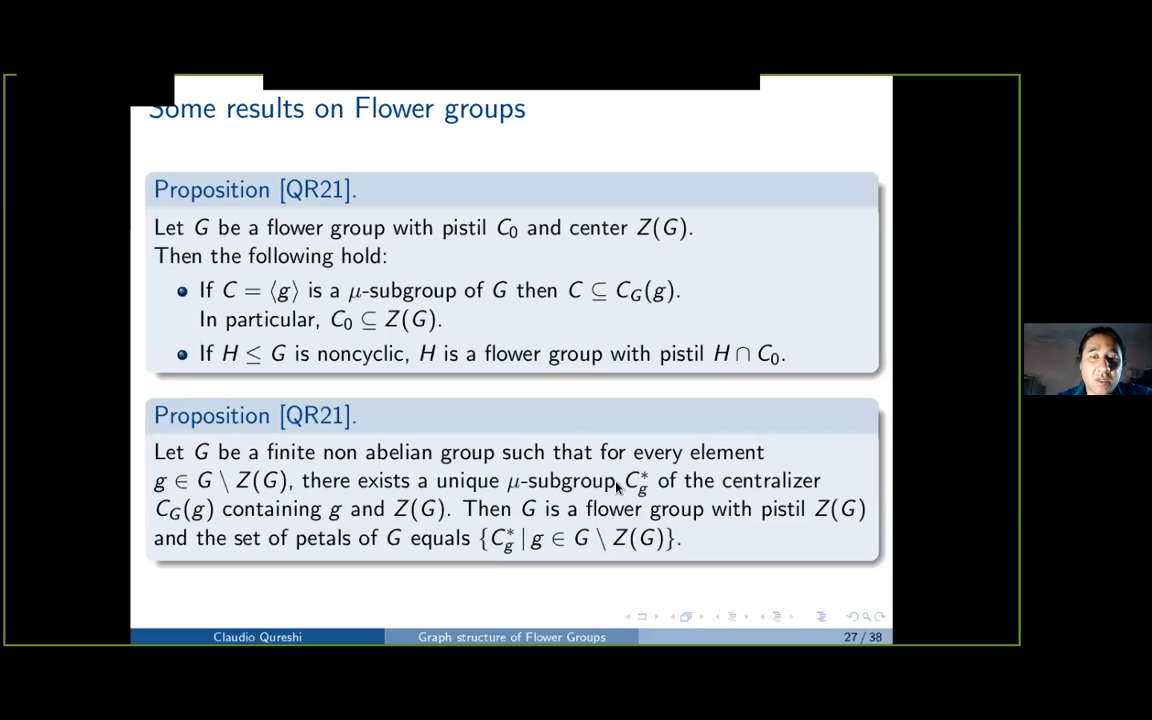 Some results on Flower groups
Proposition [QR21].
Let G be a flower group with pistil C₀ and center Z(G).
Then the following hold:
If C = ⟨g⟩ is a μ-subgroup of G then C ⊆ C_G(g).
In particular, C₀ ⊆ Z(G).
If H ≤ G is noncyclic, H is a flower group with pistil H ∩ C₀.
Proposition [QR21].
Let G be a finite non abelian group such that for every element
g ∈ G \ Z(G), there exists a unique μ-subgroup C_g^* of the centralizer
C_G(g) containing g and Z(G). Then G is a flower group with pistil Z(G)
and the set of petals of G equals {C_g^* | g ∈ G \ Z(G)}.
Claudio Qureshi
Graph structure of Flower Groups
27 / 38